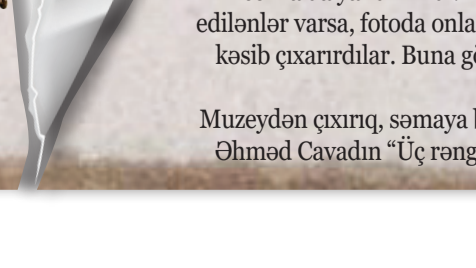 edilənlər varsa, fotoda onla
kəsib çıxarırdılar. Buna gö
Muzeydən çıxırıq, səmaya b
Əhməd Cavadın “Üç rəng